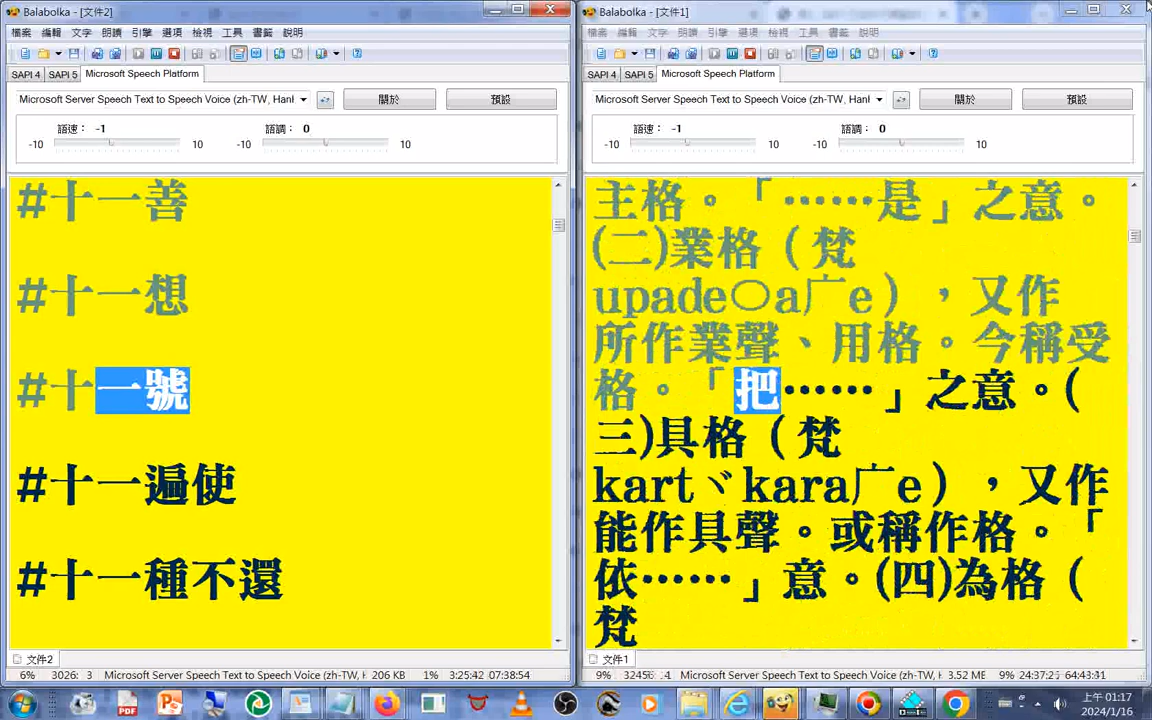 Balabolka - [文件2]
檔案 編輯 文字 朗讀 引擎 選項 檢視 工具 書籤 說明
SAPI 4 SAPI 5 Microsoft Speech Platform
Microsoft Server Speech Text to Speech Voice (zh-TW, Hanl
關於 預設
語速： -1 語調： 0
-10 10 -10 10
#十一善
#十一想
#十一號
#十一遍使
#十一種不還
文件2
6% 3026: 3 Microsoft Server Speech Text to Speech Voice (zh-TW, H 206 KB 1% 3:25:42 07:38:54
Balabolka - [文件1]
檔案 編輯 文字 朗讀 引擎 選項 檢視 工具 書籤 說明
SAPI 4 SAPI 5 Microsoft Speech Platform
Microsoft Server Speech Text to Speech Voice (zh-TW, Hanl
關於 預設
語速： -1 語調： 0
-10 10 -10 10
主格。「……是」之意。
(二)業格（梵
upade〇a广e），又作
所作業聲、用格。今稱受
格。「把……」之意。(
三)具格（梵
kartヾkara广e），又作
能作具聲。或稱作格。「
依……」意。(四)為格（
梵
文件1
9% Microsoft Server Speech Text to Speech Voice (zh-TW, H 3.52 MB 9% 24:37:21 64:43:31
上午 01:17
2024/1/16